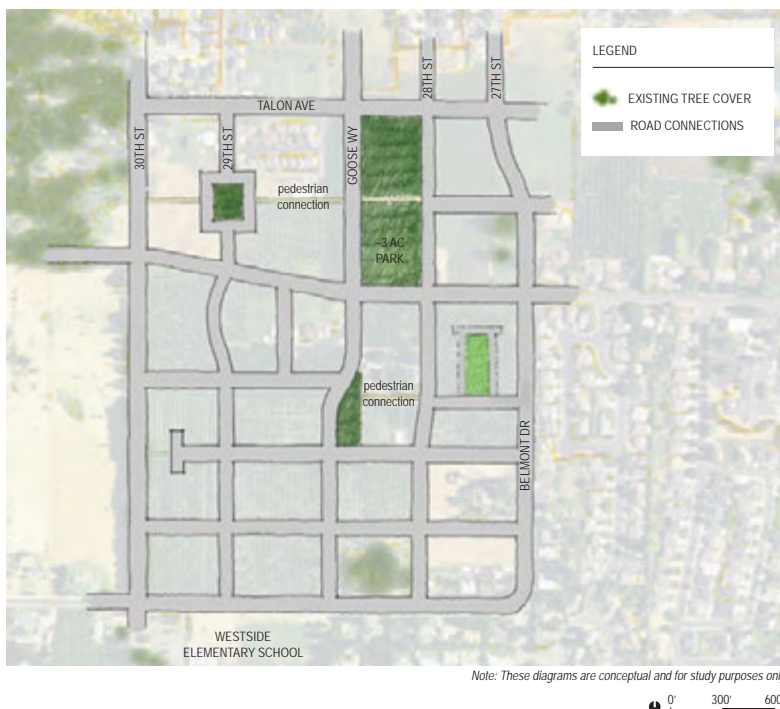 LEGEND
EXISTING TREE COVER
ROAD CONNECTIONS
28TH ST
27TH ST
TALON AVE
30TH ST
29TH ST
GOOSE WY
pedestrian
connection
~3 AC
PARK
pedestrian
connection
BELMONT DR
WESTSIDE
ELEMENTARY SCHOOL
Note: These diagrams are conceptual and for study purposes onl
0' 300' 600